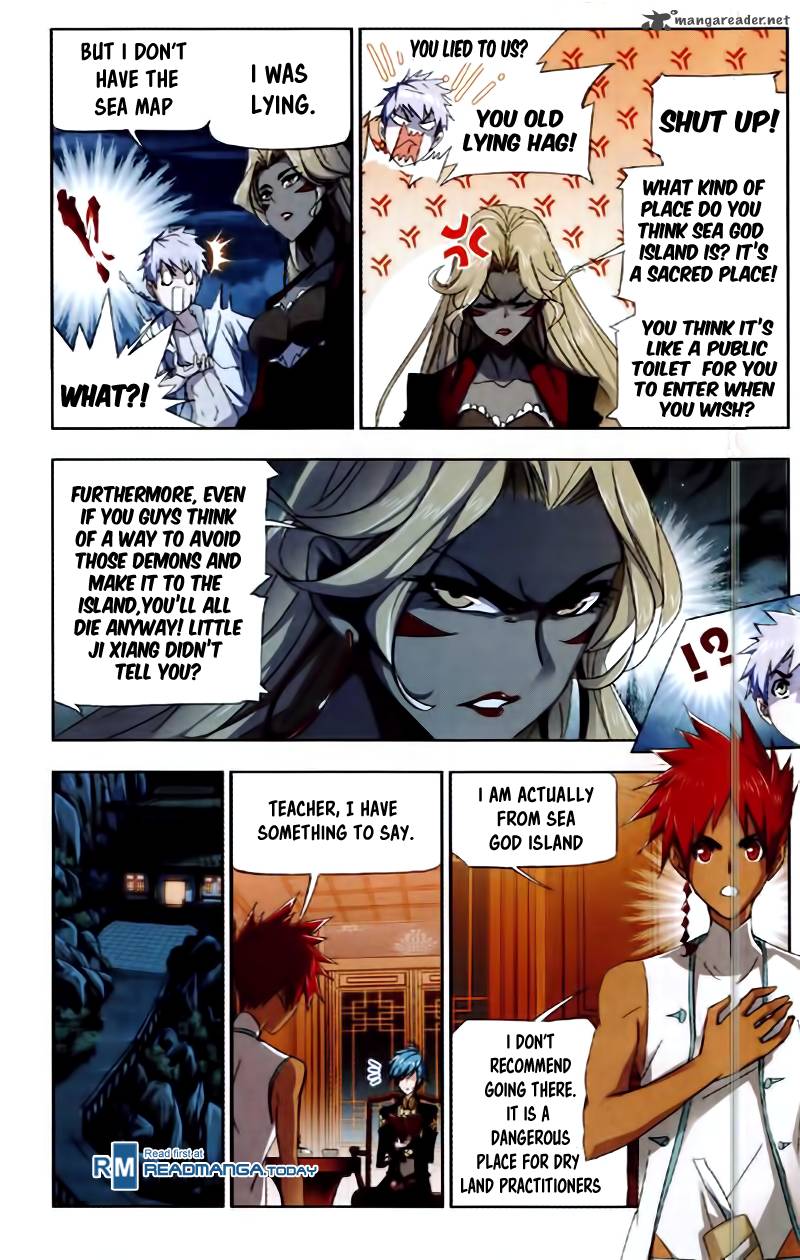 mangareader.net
BUT I DON'T
HAVE THE
SEA MAP
I WAS
LYING.
WHAT?!
YOU LIED TO US?
YOU OLD
LYING HAG!
SHUT UP!
WHAT KIND OF
PLACE DO YOU
THINK SEA GOD
ISLAND IS? IT'S
A SACRED PLACE!
YOU THINK IT'S
LIKE A PUBLIC
TOILET FOR YOU
TO ENTER WHEN
YOU WISH?
FURTHERMORE, EVEN
IF YOU GUYS THINK
OF A WAY TO AVOID
THOSE DEMONS AND
MAKE IT TO THE
ISLAND,YOU'LL ALL
DIE ANYWAY! LITTLE
JI XIANG DIDN'T
TELL YOU?
!?
TEACHER, I HAVE
SOMETHING TO SAY.
I AM ACTUALLY
FROM SEA
GOD ISLAND
I DON'T
RECOMMEND
GOING THERE.
IT IS A
DANGEROUS
PLACE FOR DRY
LAND PRACTITIONERS
RM
Read first at
READMANGA.TODAY